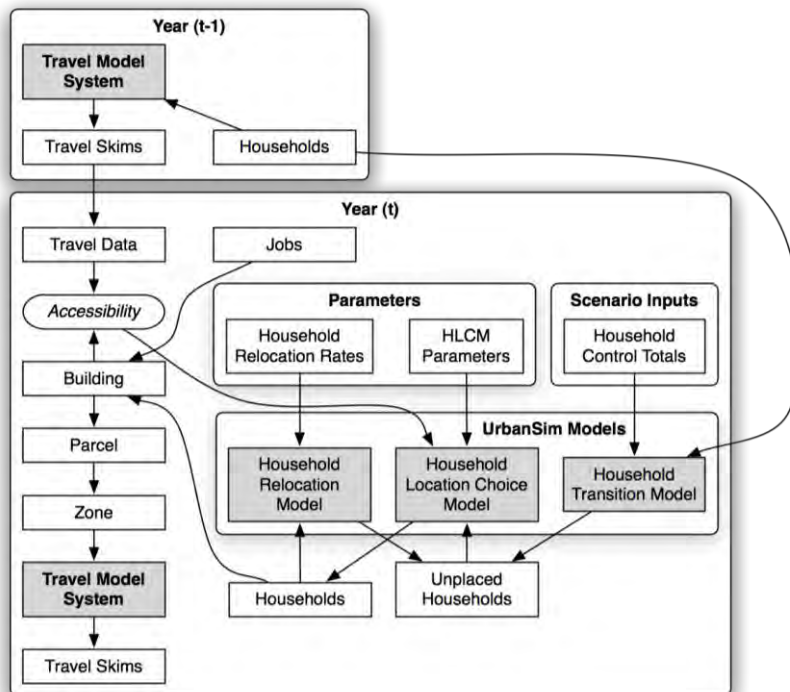 Year (t-1)
Travel Model
System
Travel Skims
Households
Year (t)
Travel Data
Jobs
Accessibility
Building
Parcel
Zone
Travel Model
System
Travel Skims
Parameters
Household
Relocation Rates
HLCM
Parameters
Scenario Inputs
Household
Control Totals
UrbanSim Models
Household
Relocation
Model
Household
Location Choice
Model
Household
Transition Model
Households
Unplaced
Households